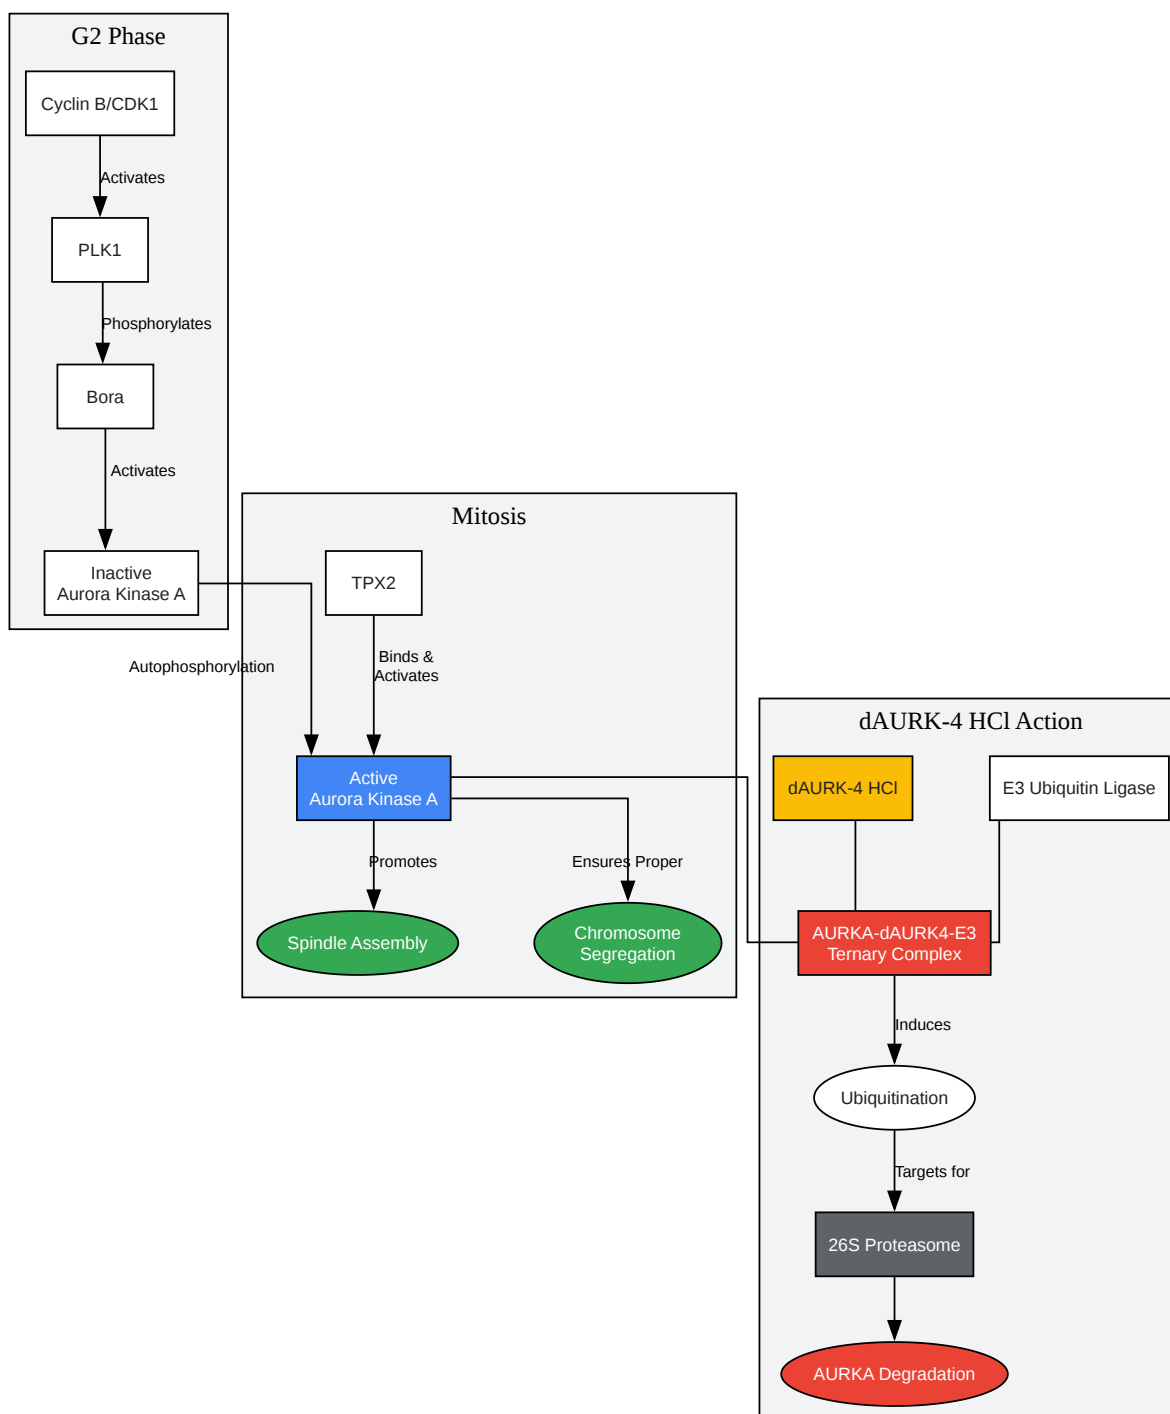 G2 Phase
Cyclin B/CDK1
Activates
PLK1
Phosphorylates
Bora
Activates
Inactive
Aurora Kinase A
Autophosphorylation
Mitosis
TPX2
Binds &
Activates
Active
Aurora Kinase A
Promotes
Ensures Proper
Spindle Assembly
Chromosome
Segregation
dAURK-4 HCl Action
dAURK-4 HCl
E3 Ubiquitin Ligase
AURKA-dAURK4-E3
Ternary Complex
Induces
Ubiquitination
Targets for
26S Proteasome
AURKA Degradation